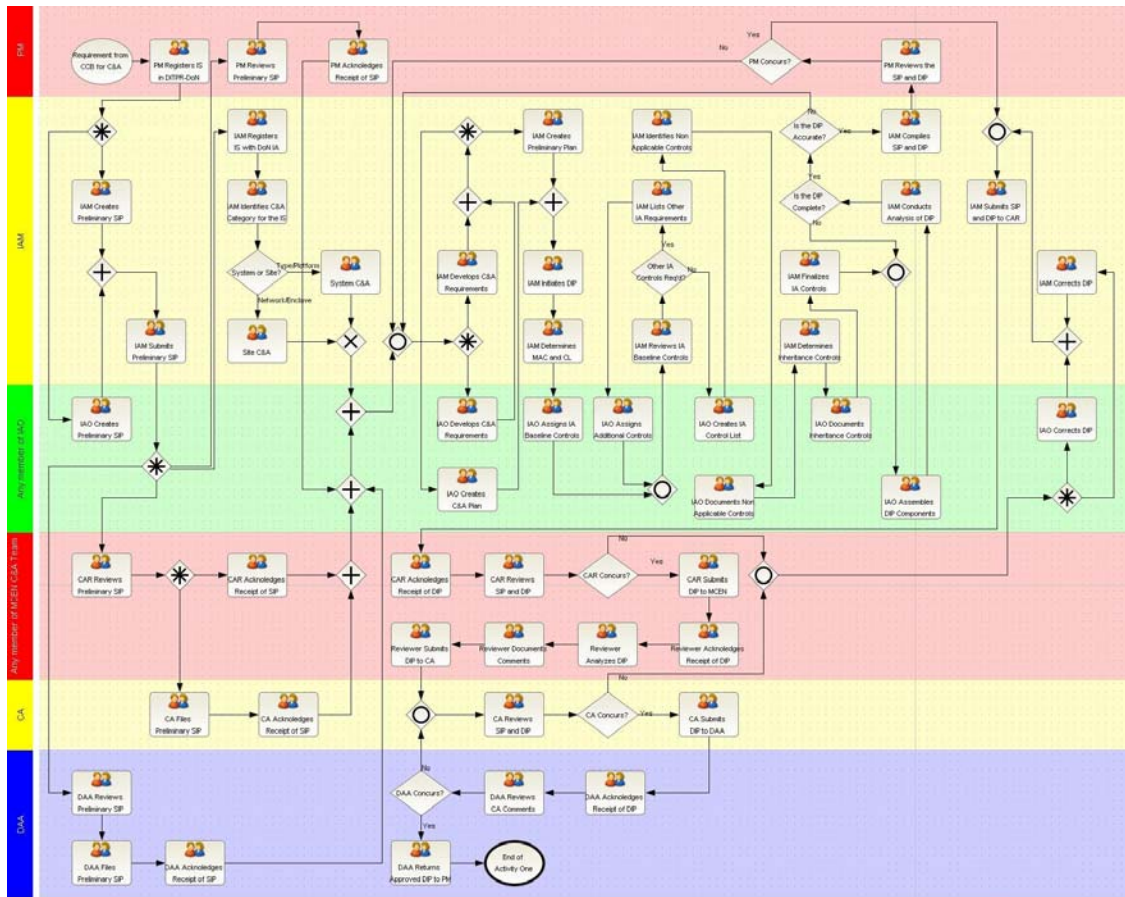 PM
Requirement from
CCB for C&A
PM Registers IS
in DITPR-DoN
PM Reviews
Preliminary SIP
PM Acknoledges
Receipt of SIP
No
Yes
PM Concurs?
PM Reviews the
SIP and DIP
IAM
IAM Registers
IS with DoN IA
IAM Creates
Preliminary Plan
IAM Identifies Non
Applicable Controls
No
Is the DIP
Accurate?
Yes
IAM Compiles
SIP and DIP
IAM Creates
Preliminary SIP
IAM Identifies C&A
Category for the IS
IAM Lists Other
IA Requirements
Yes
Is the DIP
Complete?
No
IAM Conducts
Analysis of DIP
IAM Submits SIP
and DIP to CAR
System or Site?
Type/Platform
System C&A
Network/Enclave
IAM Develops C&A
Requirements
IAM Initiates DIP
Yes
Other IA
Controls Req'd?
No
IAM Finalizes
IA Controls
IAM Corrects DIP
IAM Submits
Preliminary SIP
Site C&A
IAM Determines
MAC and CL
IAM Reviews IA
Baseline Controls
IAM Determines
Inheritance Controls
Any member of IAO
IAO Creates
Preliminary SIP
IAO Develops C&A
Requirements
IAO Assigns IA
Baseline Controls
IAO Assigns
Additional Controls
IAO Creates IA
Control List
IAO Documents
Inheritance Controls
IAO Corrects DIP
IAO Creates
C&A Plan
IAO Documents Non
Applicable Controls
IAO Assembles
DIP Components
Any member of MCEN C&A Team
CAR Reviews
Preliminary SIP
CAR Acknoledges
Receipt of SIP
CAR Acknoledges
Receipt of DIP
CAR Reviews
SIP and DIP
No
CAR Concurs?
Yes
CAR Submits
DIP to MCEN
Reviewer Submits
DIP to CA
Reviewer Documents
Comments
Reviewer
Analyzes DIP
Reviewer Acknoledges
Receipt of DIP
CA
CA Files
Preliminary SIP
CA Acknoledges
Receipt of SIP
CA Reviews
SIP and DIP
No
CA Concurs?
Yes
CA Submits
DIP to DAA
DAA
DAA Reviews
Preliminary SIP
No
DAA Concurs?
Yes
DAA Reviews
CA Comments
DAA Acknoledges
Receipt of DIP
DAA Files
Preliminary SIP
DAA Acknoledges
Receipt of SIP
DAA Returns
Approved DIP to PM
End of
Activity One